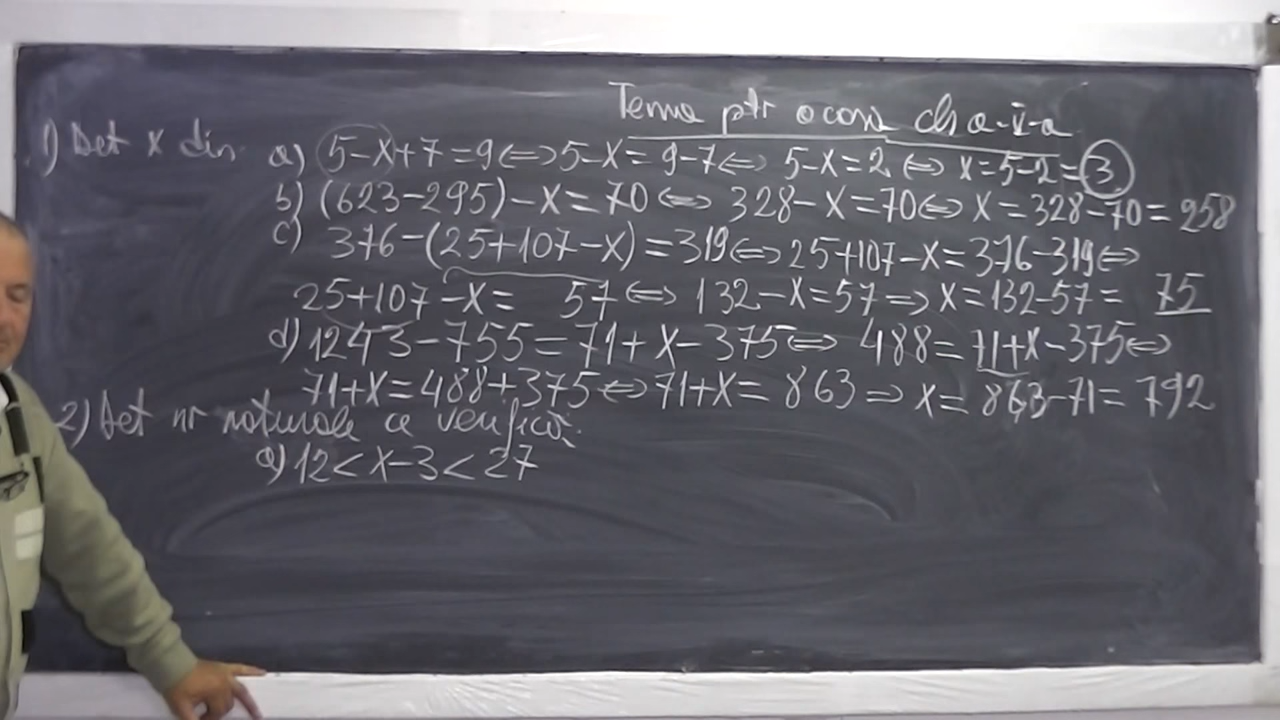 Tema ptr acasă cls a-V-a
1) Det x din: a) 5-x+7=9⇔5-x=9-7⇔ 5-x=2 ⇔ x=5-2=3
b) (623-295)-x=70⇔ 328-x=70⇔ x=328-70=258
c) 376-(25+107-x)=319⇔25+107-x=376-319⇔
25+107-x= 57⇔ 132-x=57⇒x=132-57= 75
d) 1243-755=71+x-375⇔ 488=71+x-375⇔
71+x=488+375⇔71+x= 863 ⇒ x= 863-71=792
2) Det nr naturale ce verifică:
a) 12<x-3<27